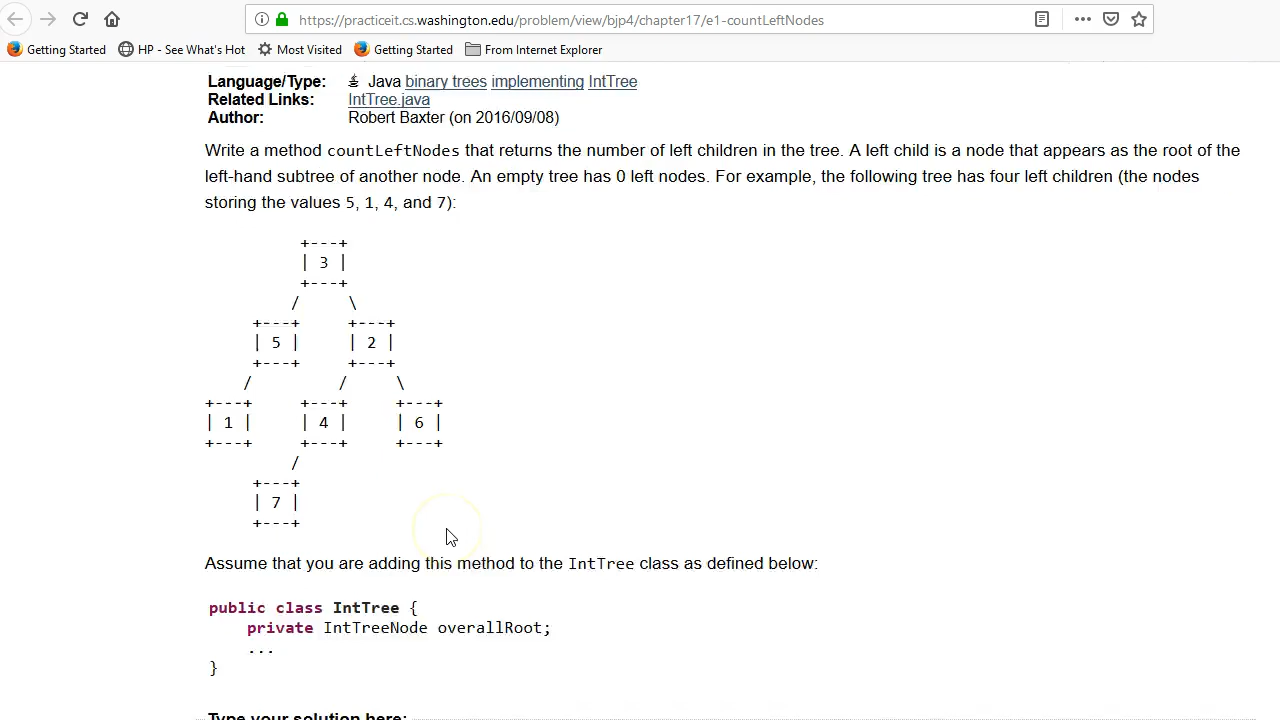 https://practiceit.cs.washington.edu/problem/view/bjp4/chapter17/e1-countLeftNodes
Getting Started HP - See What's Hot Most Visited Getting Started From Internet Explorer
Language/Type: Java binary trees implementing IntTree
Related Links: IntTree.java
Author: Robert Baxter (on 2016/09/08)
Write a method countLeftNodes that returns the number of left children in the tree. A left child is a node that appears as the root of the
left-hand subtree of another node. An empty tree has 0 left nodes. For example, the following tree has four left children (the nodes
storing the values 5, 1, 4, and 7):
          +---+
          | 3 |
          +---+
         /     \
     +---+     +---+
     | 5 |     | 2 |
     +---+     +---+
    /         /     \
+---+     +---+     +---+
| 1 |     | 4 |     | 6 |
+---+     +---+     +---+
         /
     +---+
     | 7 |
     +---+
Assume that you are adding this method to the IntTree class as defined below:
public class IntTree {
    private IntTreeNode overallRoot;
    ...
}
Type your solution here: